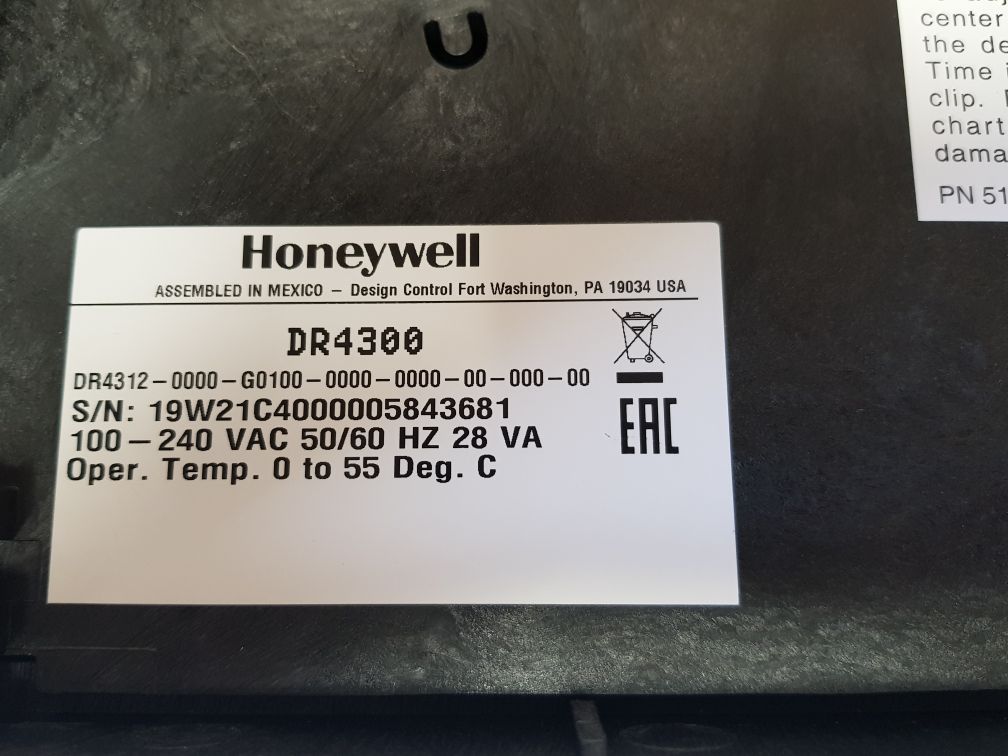 center
the
Time
clip.
chart
PN 51
Honeywell
ASSEMBLED IN MEXICO – Design Control Fort Washington, PA 19034 USA
DR4300
DR4312–0000–G0100–0000–0000–00–000–00
S/N: 19W21C4000005843681
100–240 VAC 50/60 HZ 28 VA
Oper. Temp. 0 to 55 Deg. C
EAC